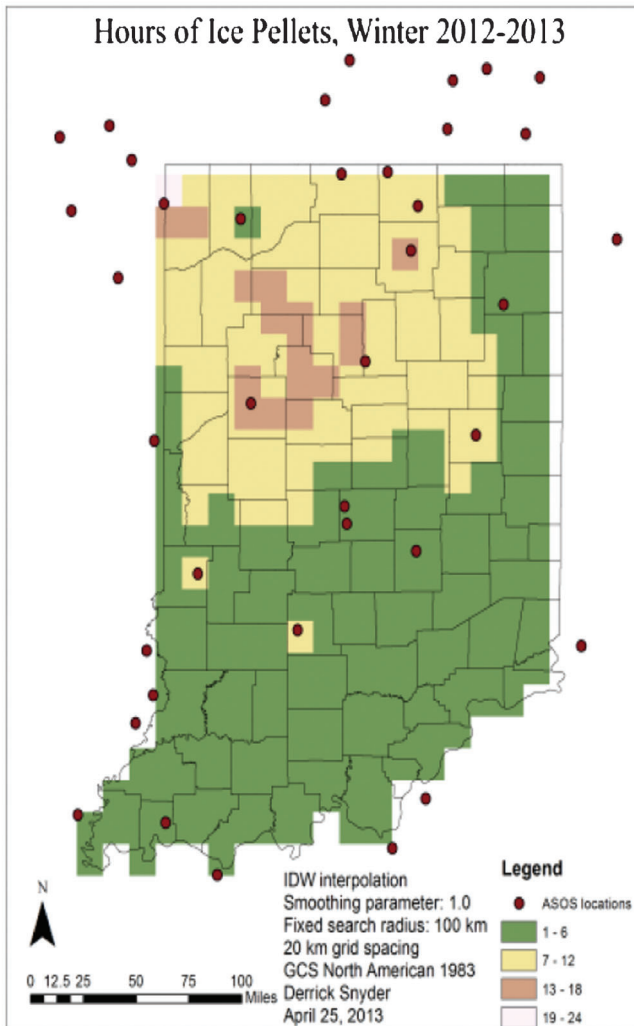 Hours of Ice Pellets, Winter 2012-2013
N
0 12.5 25 50 75 100
Miles
IDW interpolation
Smoothing parameter: 1.0
Fixed search radius: 100 km
20 km grid spacing
GCS North American 1983
Derrick Snyder
April 25, 2013
Legend
ASOS locations
1 - 6
7 - 12
13 - 18
19 - 24